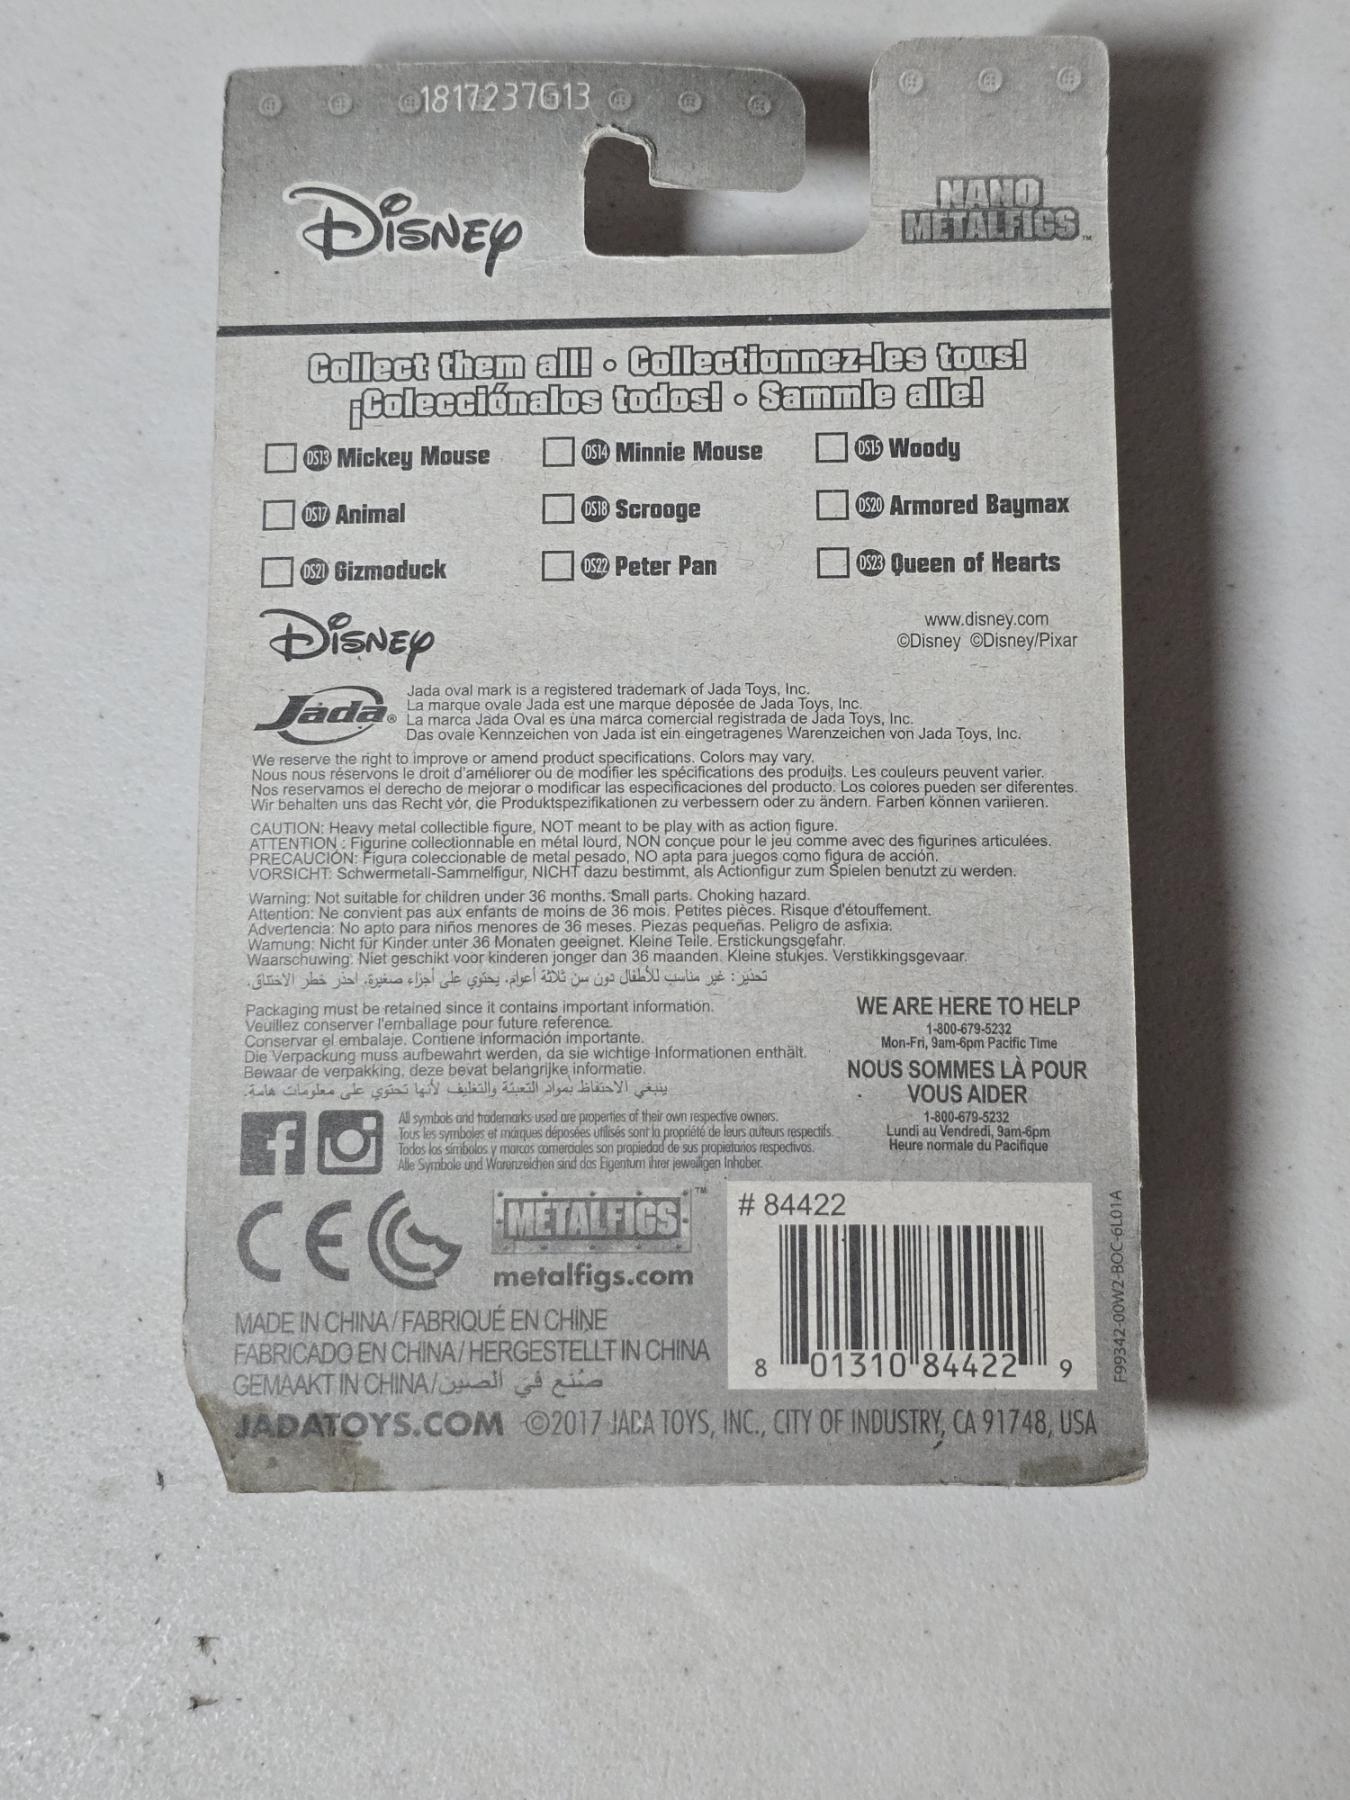 1817237G13
Disney
NANO
METALFIGS™
Collect them all! • Collectionnez-les tous!
¡Colecciónalos todos! • Sammle alle!
DS13 Mickey Mouse
DS14 Minnie Mouse
DS15 Woody
DS17 Animal
DS18 Scrooge
DS20 Armored Baymax
DS21 Gizmoduck
DS22 Peter Pan
DS23 Queen of Hearts
Disney
www.disney.com
©Disney ©Disney/Pixar
Jada®
Jada oval mark is a registered trademark of Jada Toys, Inc.
La marque ovale Jada est une marque déposée de Jada Toys, Inc.
La marca Jada Oval es una marca comercial registrada de Jada Toys, Inc.
Das ovale Kennzeichen von Jada ist ein eingetragenes Warenzeichen von Jada Toys, Inc.
We reserve the right to improve or amend product specifications. Colors may vary.
Nous nous réservons le droit d'améliorer ou de modifier les spécifications des produits. Les couleurs peuvent varier.
Nos reservamos el derecho de mejorar o modificar las especificaciones del producto. Los colores pueden ser diferentes.
Wir behalten uns das Recht vor, die Produktspezifikationen zu verbessern oder zu ändern. Farben können variieren.
CAUTION: Heavy metal collectible figure, NOT meant to be play with as action figure.
ATTENTION : Figurine collectionnable en métal lourd, NON conçue pour le jeu comme avec des figurines articulées.
PRECAUCIÓN: Figura coleccionable de metal pesado, NO apta para juegos como figura de acción.
VORSICHT: Schwermetall-Sammelfigur, NICHT dazu bestimmt, als Actionfigur zum Spielen benutzt zu werden.
Warning: Not suitable for children under 36 months. Small parts. Choking hazard.
Attention: Ne convient pas aux enfants de moins de 36 mois. Petites pièces. Risque d'étouffement.
Advertencia: No apto para niños menores de 36 meses. Piezas pequeñas. Peligro de asfixia.
Warnung: Nicht für Kinder unter 36 Monaten geeignet. Kleine Teile. Erstickungsgefahr.
Waarschuwing: Niet geschikt voor kinderen jonger dan 36 maanden. Kleine stukjes. Verstikkingsgevaar.
تحذير: غير مناسب للأطفال دون سن ثلاثة أعوام. يحتوي على أجزاء صغيرة. احذر خطر الاختناق.
Packaging must be retained since it contains important information.
Veuillez conserver l'emballage pour future reference.
Conservar el embalaje. Contiene Información importante.
Die Verpackung muss aufbewahrt werden, da sie wichtige Informationen enthält.
Bewaar de verpakking, deze bevat belangrijke informatie.
ينبغي الاحتفاظ بمواد التعبئة والتغليف لأنها تحتوي على معلومات هامة.
WE ARE HERE TO HELP
1-800-679-5232
Mon-Fri, 9am-6pm Pacific Time
NOUS SOMMES LÀ POUR
VOUS AIDER
1-800-679-5232
Lundi au Vendredi, 9am-6pm
Heure normale du Pacifique
All symbols and trademarks used are properties of their own respective owners.
Tous les symboles et marques déposées utilisés sont la propriété de leurs auteurs respectifs.
Todos los símbolos y marcas comerciales son propiedad de sus propietarios respectivos.
Alle Symbole und Warenzeichen sind das Eigentum ihrer jeweiligen Inhaber.
CE
METALFIGS™
metalfigs.com
# 84422
8 01310 84422 9
F99342-00W2-BOC-6L01A
MADE IN CHINA / FABRIQUÉ EN CHINE
FABRICADO EN CHINA / HERGESTELLT IN CHINA
GEMAAKT IN CHINA / صُنع في الصين
JADATOYS.COM ©2017 JADA TOYS, INC., CITY OF INDUSTRY, CA 91748, USA